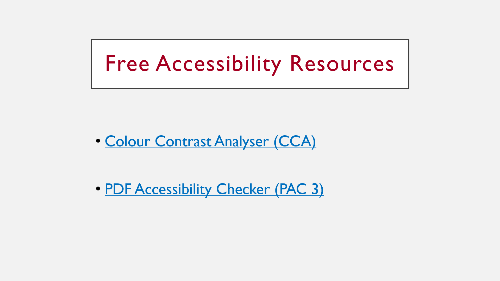 Free Accessibility Resources
• Colour Contrast Analyser (CCA)
• PDF Accessibility Checker (PAC 3)